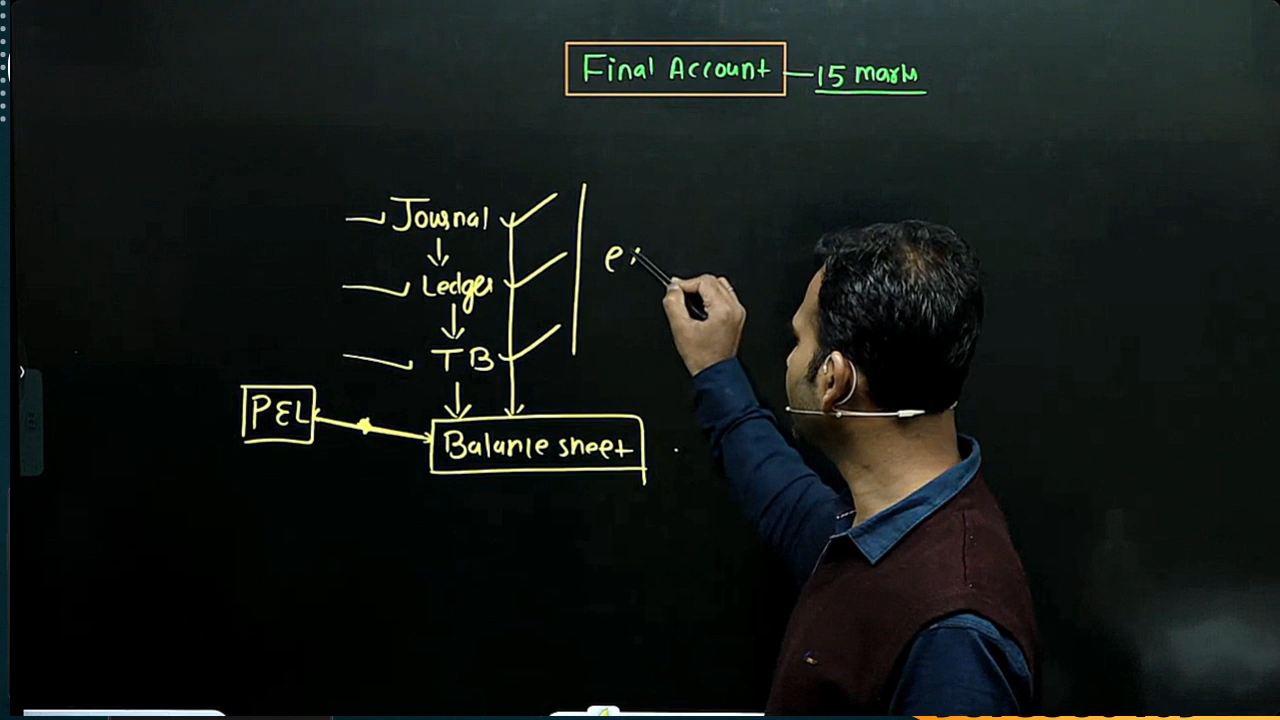 Final Account — 15 marks
Journal
Ledger
TB
P&L
Balance sheet